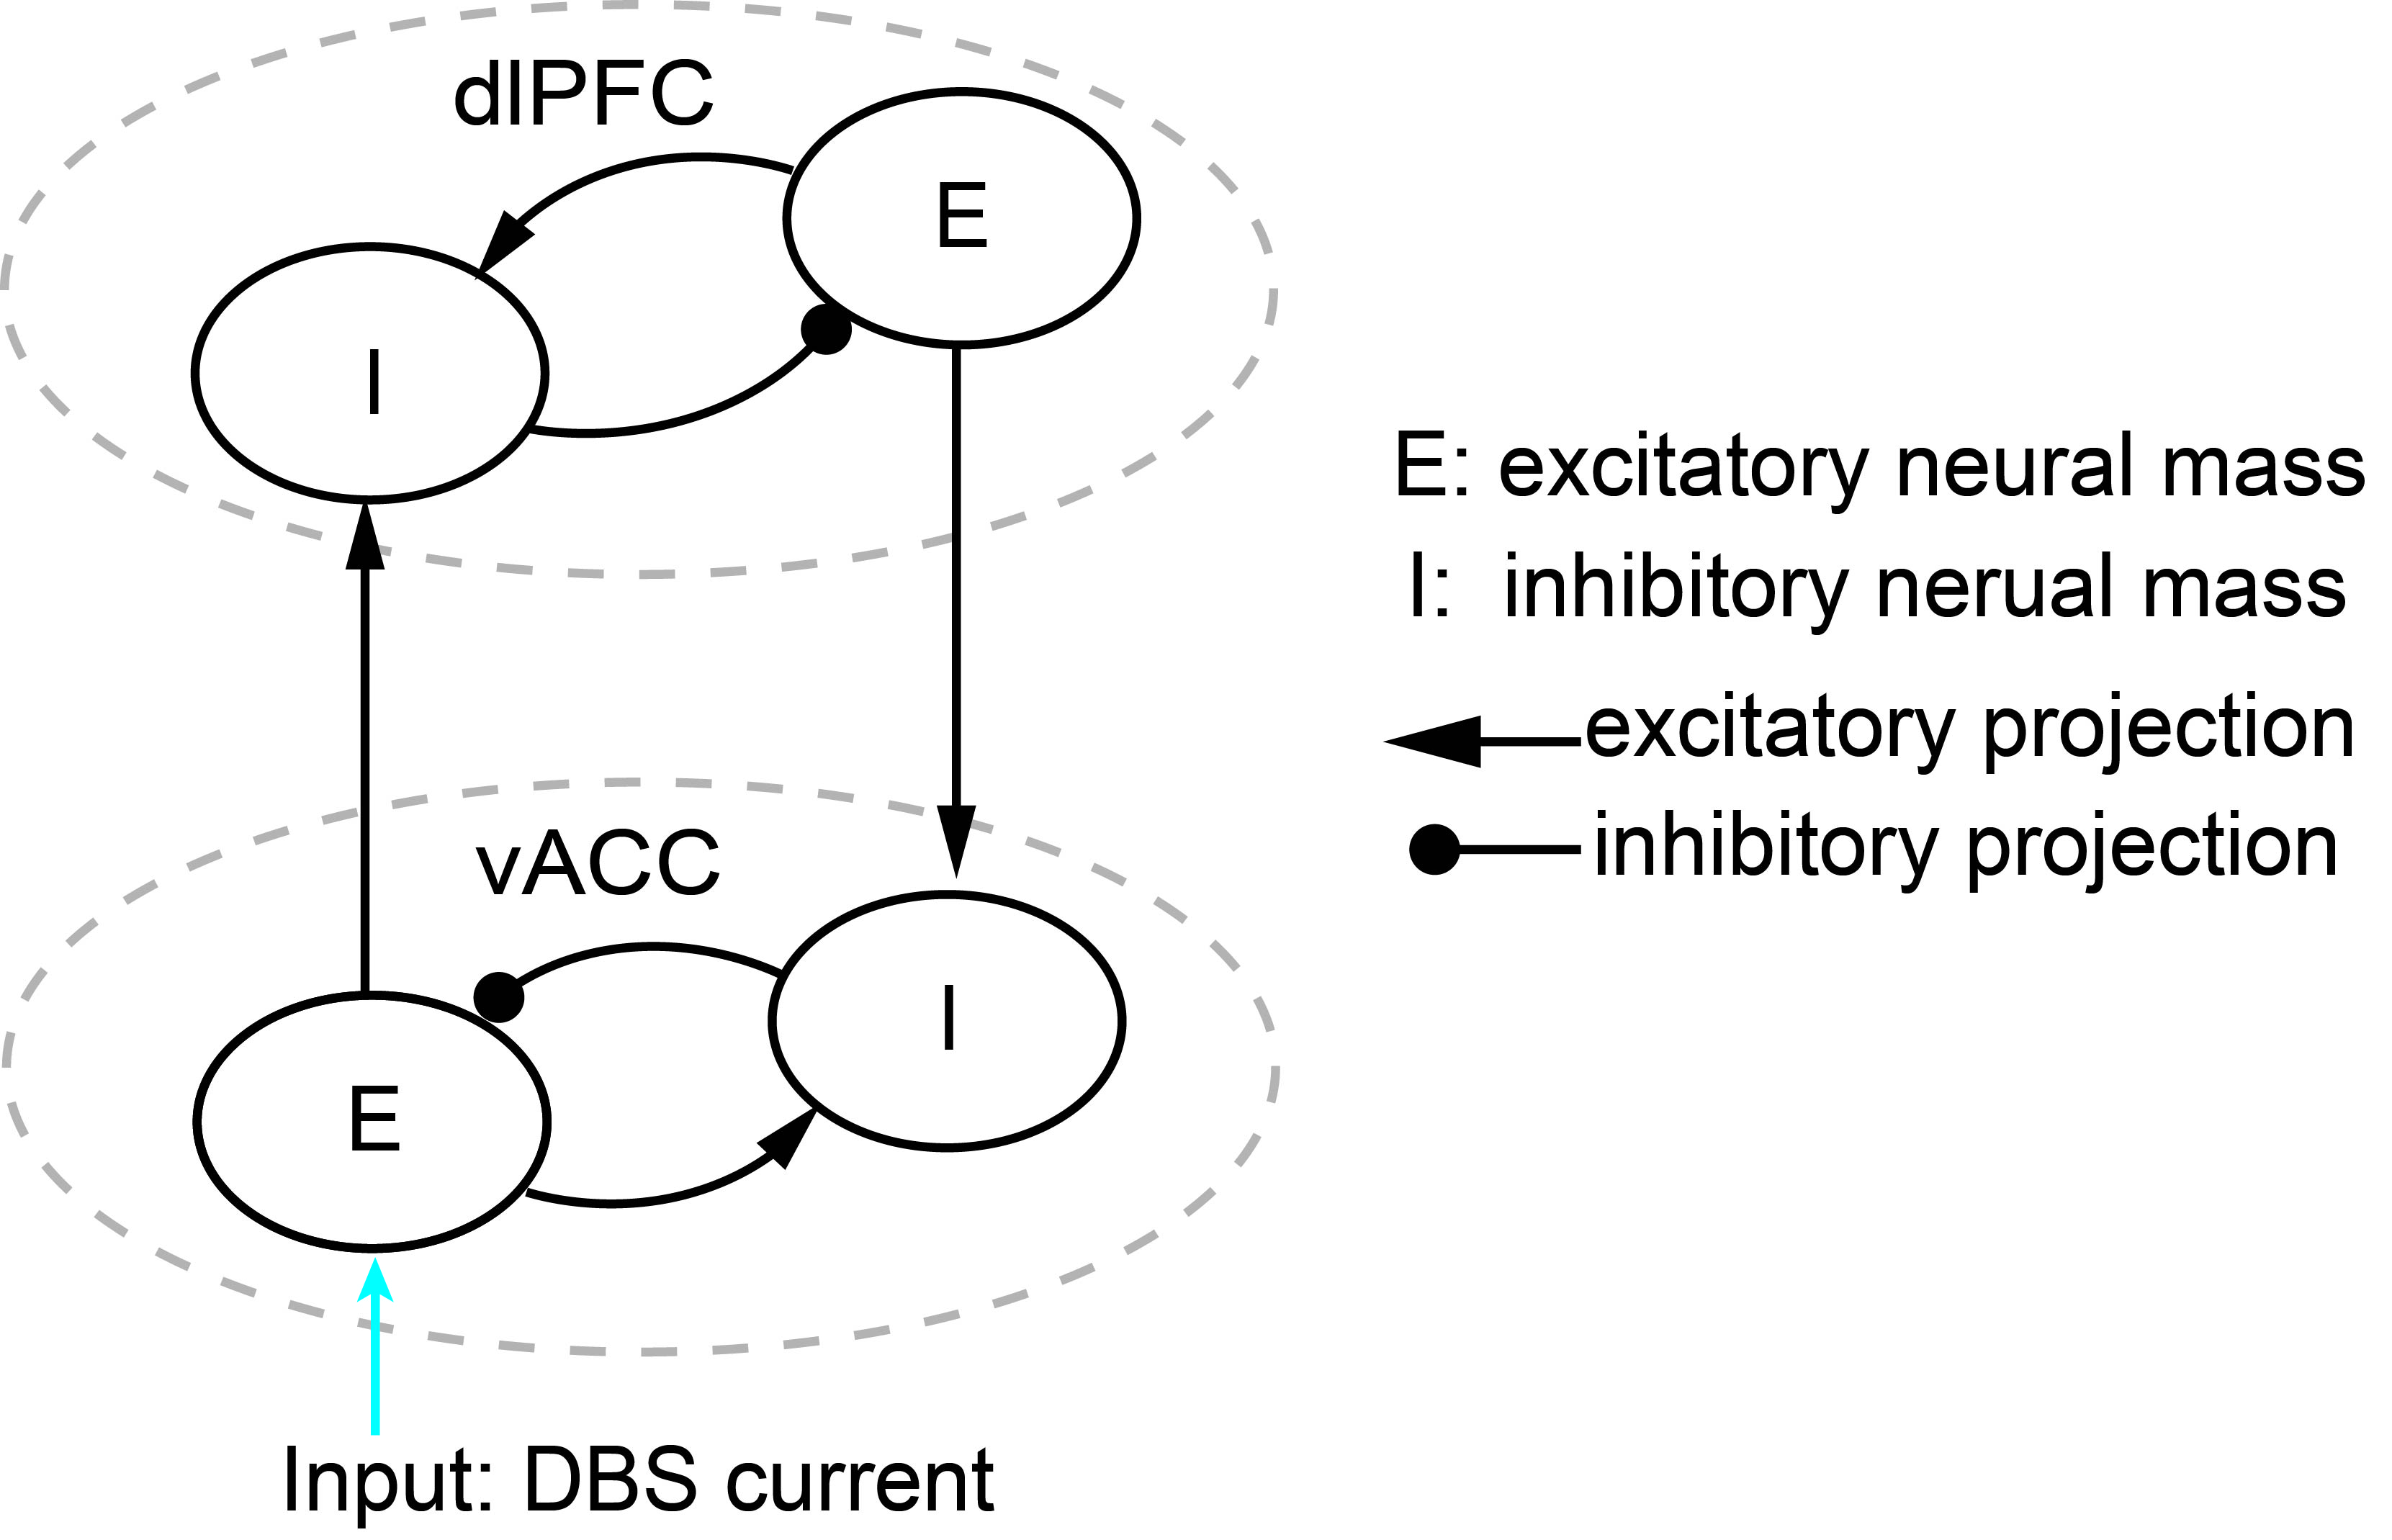 dlPFC
E
I
E: excitatory neural mass
I: inhibitory nerual mass
excitatory projection
inhibitory projection
vACC
I
E
Input: DBS current